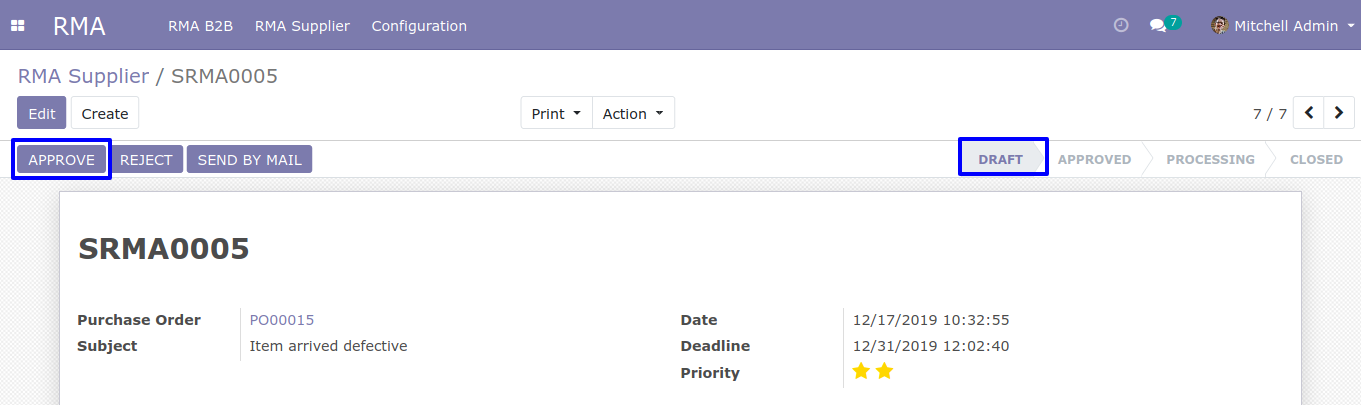 RMA RMA B2B RMA Supplier Configuration 7 Mitchell Admin
RMA Supplier / SRMA0005
Edit Create Print Action 7 / 7
APPROVE REJECT SEND BY MAIL DRAFT APPROVED PROCESSING CLOSED
SRMA0005
Purchase Order PO00015 Date 12/17/2019 10:32:55
Subject Item arrived defective Deadline 12/31/2019 12:02:40
Priority